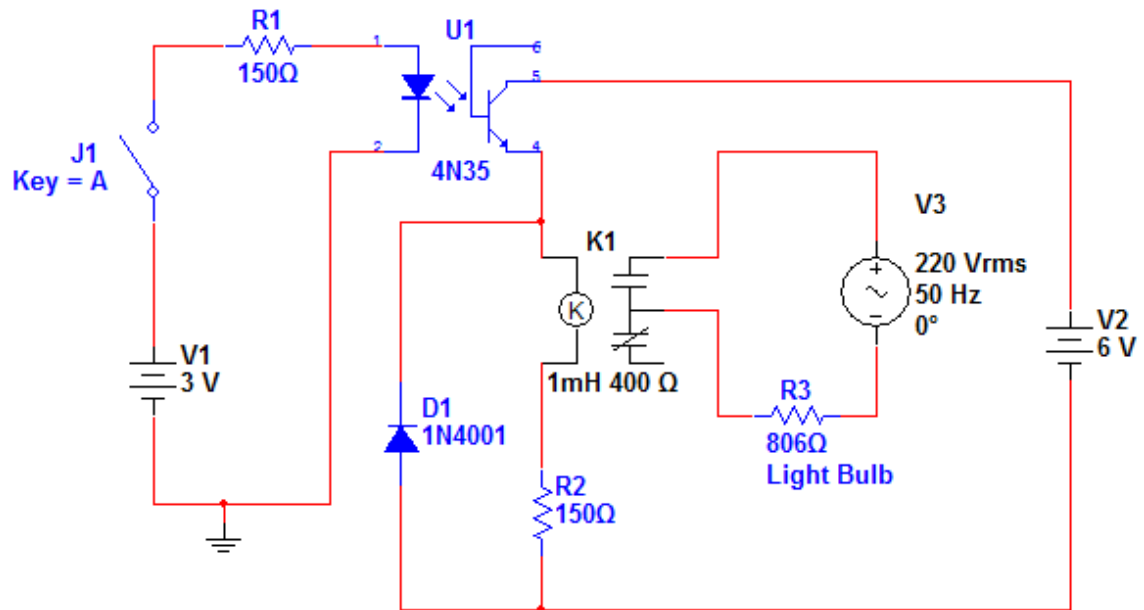 R1
150Ω
1
U1
6
5
2
4
4N35
J1
Key = A
V3
K1
K
220 Vrms
50 Hz
0°
V1
3 V
V2
6 V
1mH 400 Ω
D1
1N4001
R3
806Ω
Light Bulb
R2
150Ω